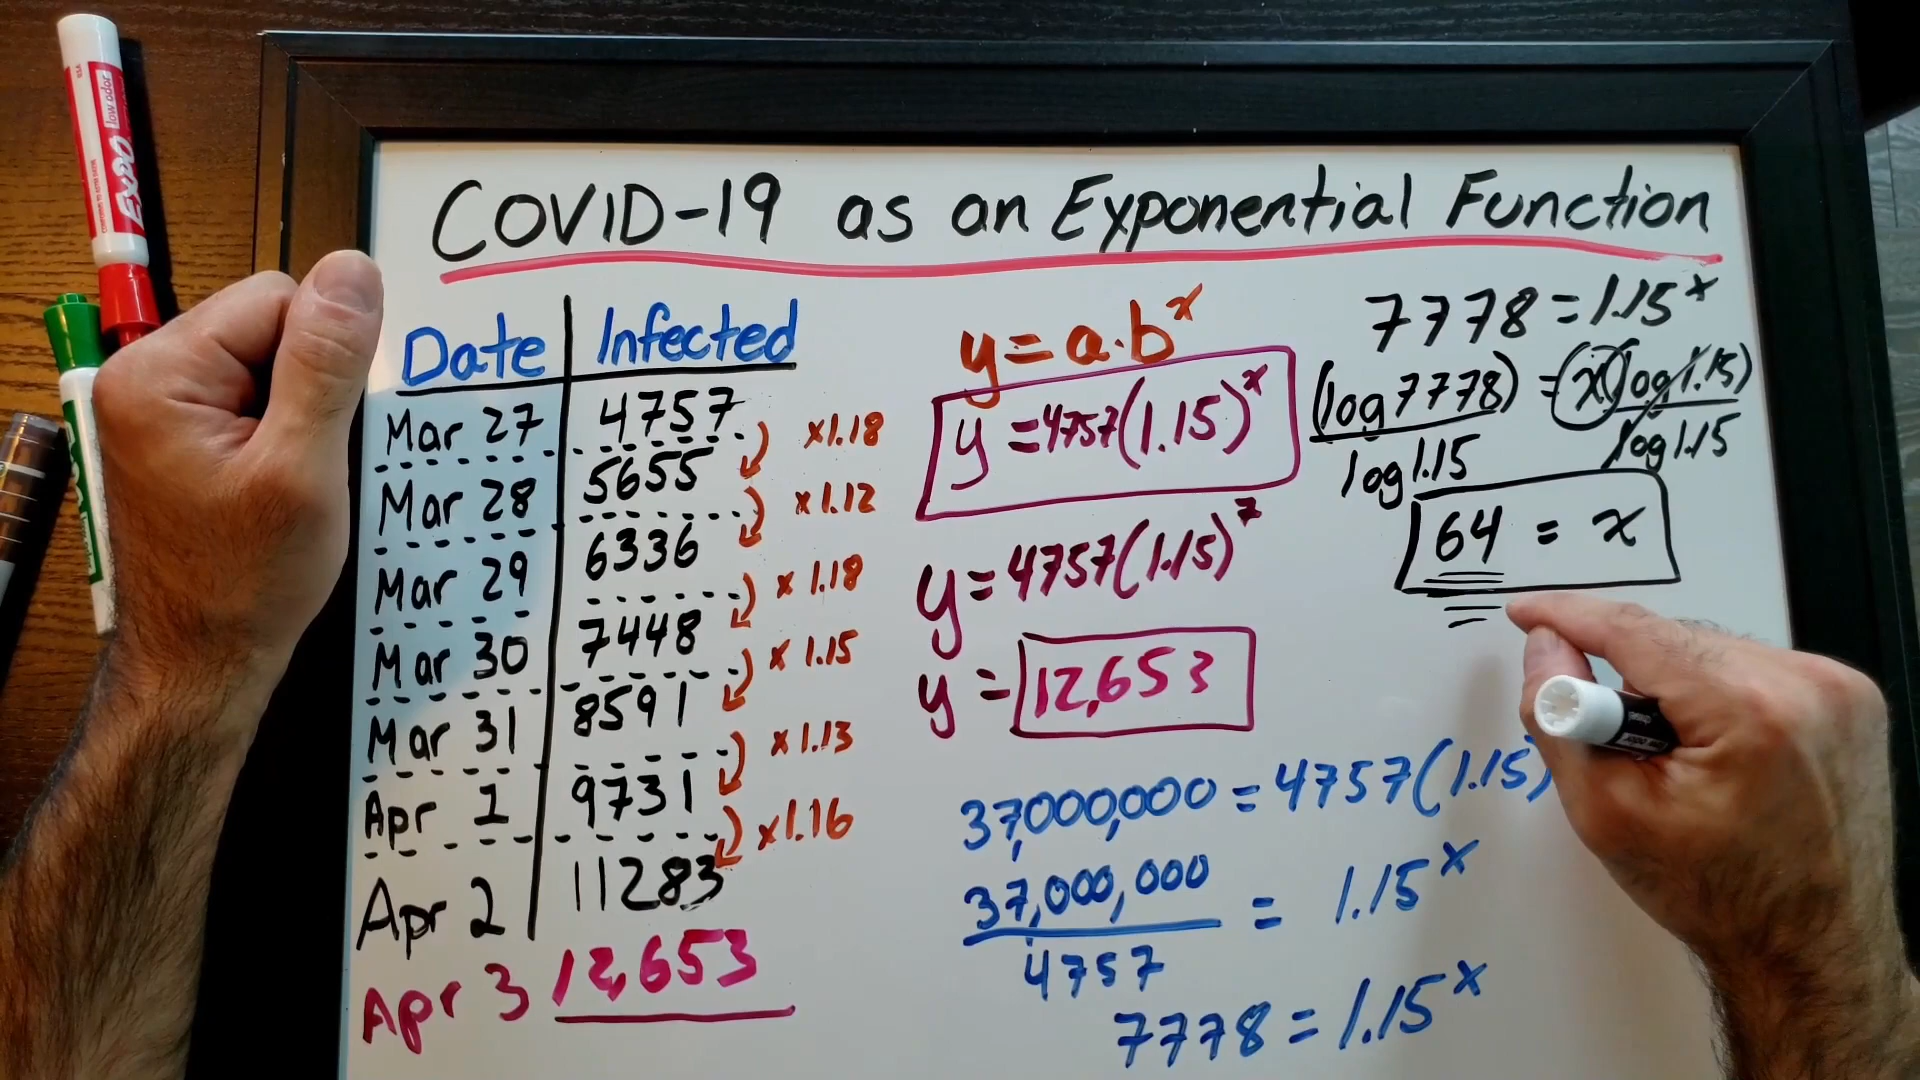 COVID-19 as an Exponential Function
Date Infected
Mar 27 4757
x1.18
Mar 28 5655
x1.12
Mar 29 6336
x1.18
Mar 30 7448
x1.15
Mar 31 8591
x1.13
Apr 1 9731
x1.16
Apr 2 11283
Apr 3 12,653
y = a·b^x
y = 4757(1.15)^x
y = 4757(1.15)^7
y = 12,653
37,000,000 = 4757(1.15)
37,000,000 = 1.15^x
4757
7778 = 1.15^x
7778 = 1.15^x
(log 7778) = (x)(log 1.15)
log 1.15 log 1.15
64 = x
EXPO
low odor